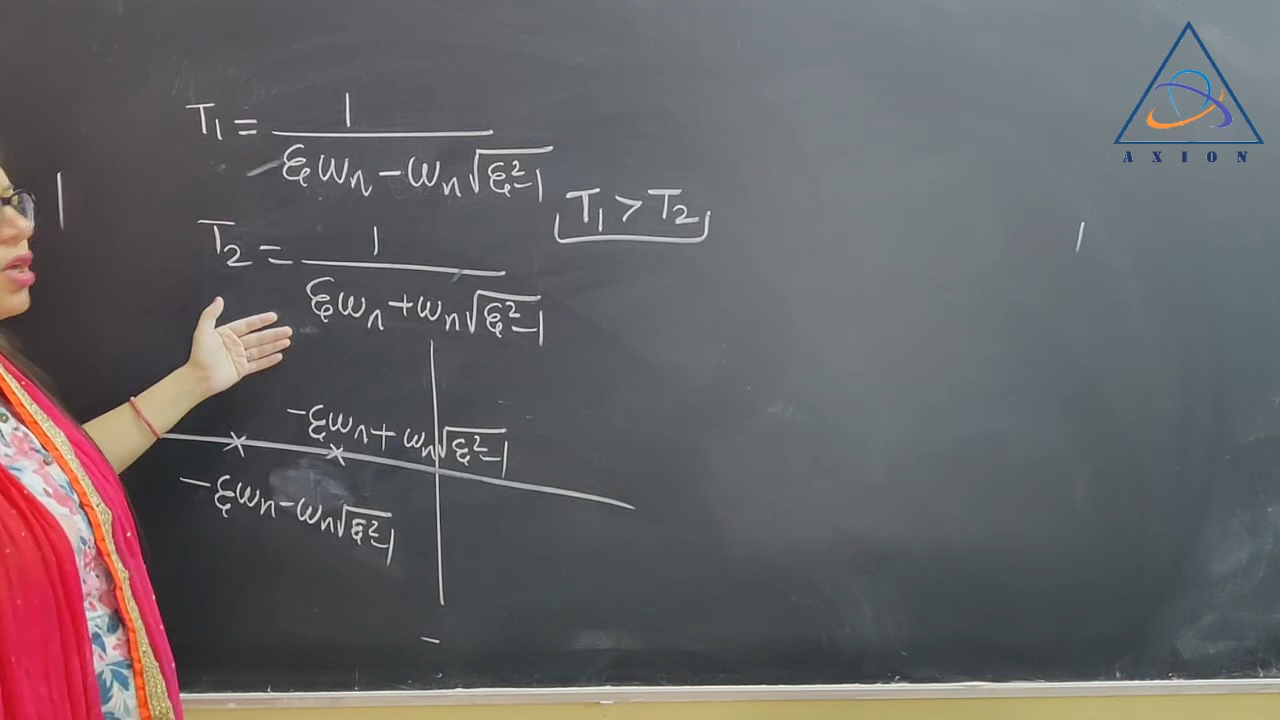 T₁ = 1 / (ξωₙ - ωₙ√(ξ²-1))
T₁ > T₂
T₂ = 1 / (ξωₙ + ωₙ√(ξ²-1))
-ξωₙ + ωₙ√(ξ²-1)
-ξωₙ - ωₙ√(ξ²-1)
AXION